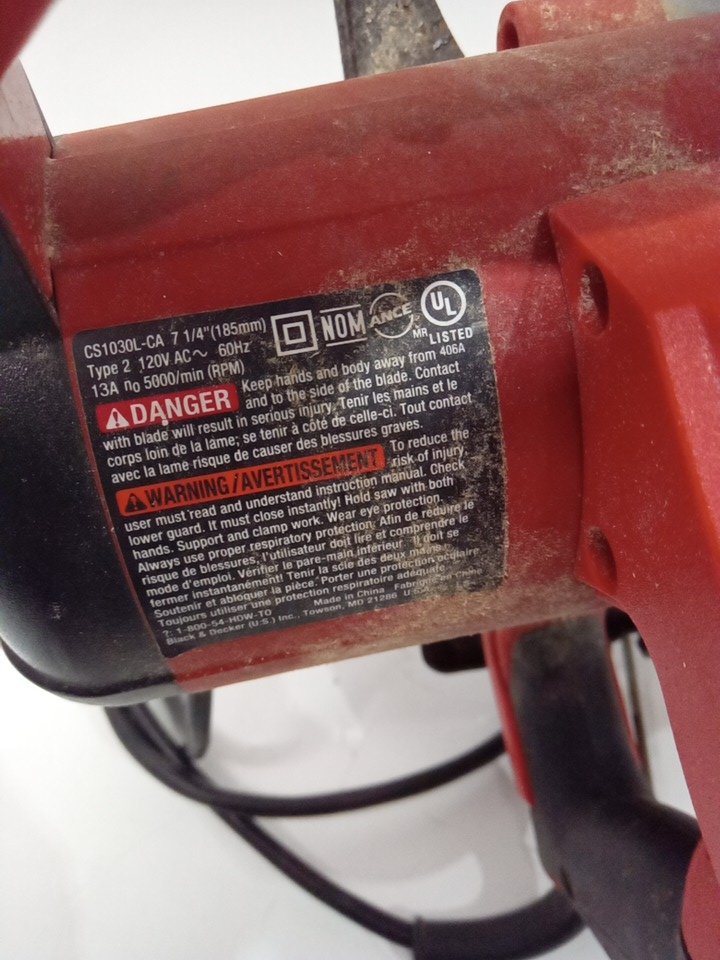 CS1030L-CA 7 1/4"(185mm)
Type 2 120V AC~ 60Hz
13A no 5000/min (RPM)
NOM
ANCE
UL
MR
LISTED
406A
DANGER Keep hands and body away from
and to the side of the blade. Contact
with blade will result in serious injury. Tenir les mains et le
corps loin de la lame; se tenir à côté de celle-ci. Tout contact
avec la lame risque de causer des blessures graves.
WARNING/AVERTISSEMENT To reduce the
risk of injury,
user must read and understand instruction manual. Check
lower guard. It must close instantly! Hold saw with both
hands. Support and clamp work. Wear eye protection.
Always use proper respiratory protection. Afin de réduire le
risque de blessures, l'utilisateur doit lire et comprendre le
mode d'emploi. Vérifier le pare-main inférieur. Il doit se
fermer instantanément! Tenir la scie des deux mains.
Soutenir et abloquer la pièce. Porter une protection oculaire
Toujours utiliser une protection respiratoire adéquate
?: 1-800-54-HOW-TO Made in China Fabriqué en Chine
Black & Decker (U.S.) Inc., Towson, MD 21286 U.S.A.